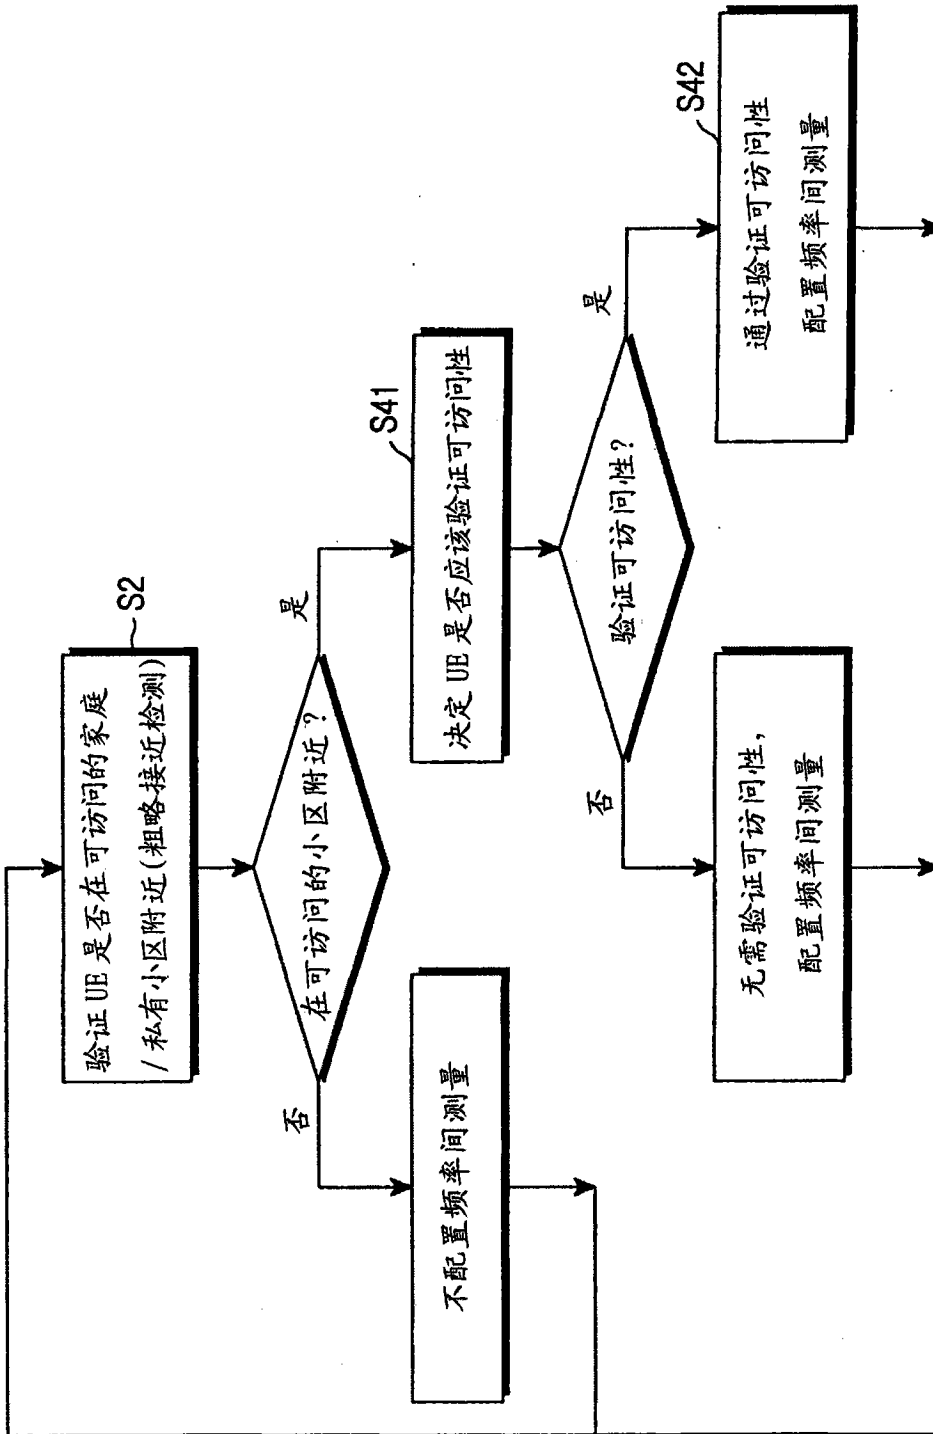 验证 UE 是否在可访问的家庭
/ 私有小区附近(粗略接近检测)
S2
在可访问的小区附近?
否
是
不配置频率间测量
决定 UE 是否应该验证可访问性
S41
验证可访问性?
否
是
无需验证可访问性,
配置频率间测量
通过验证可访问性
配置频率间测量
S42